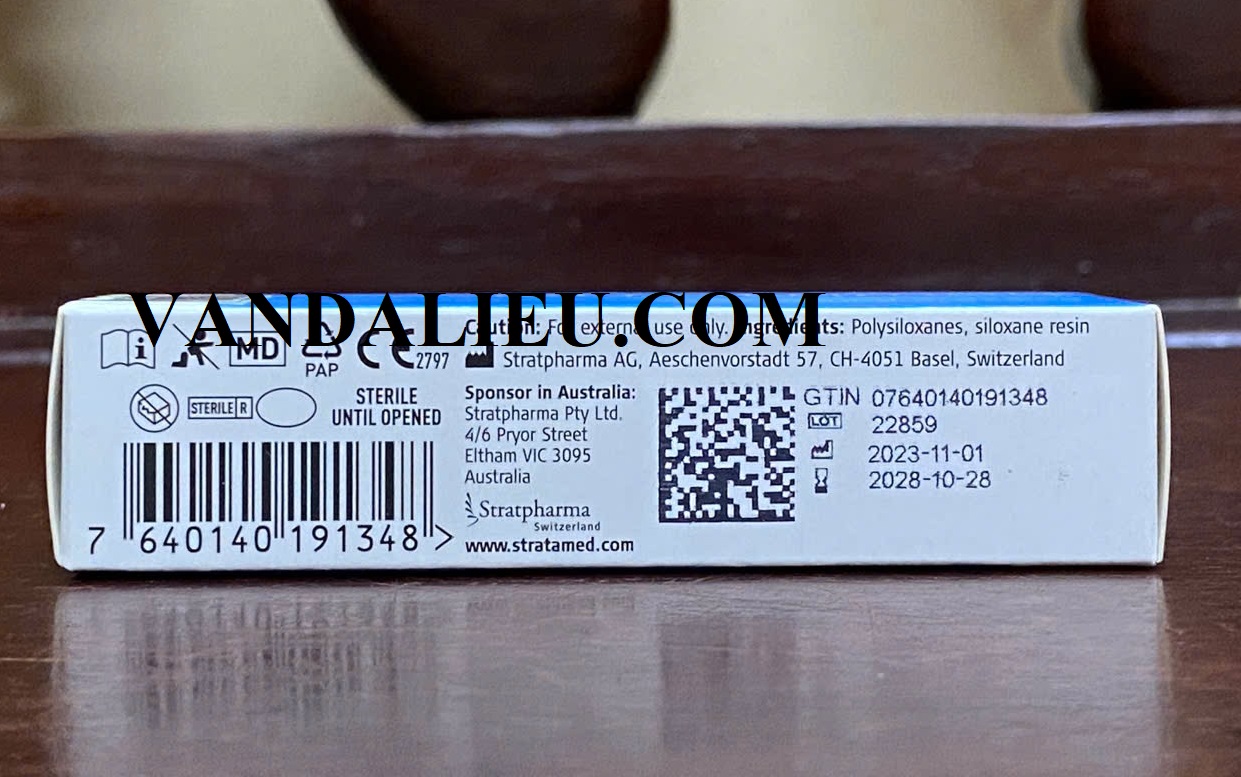 VANDALIEU.COM
Caution: For external use only. Ingredients: Polysiloxanes, siloxane resin
MD
PAP
2797
Stratpharma AG, Aeschenvorstadt 57, CH-4051 Basel, Switzerland
STERILE R
STERILE
UNTIL OPENED
Sponsor in Australia:
Stratpharma Pty Ltd.
4/6 Pryor Street
Eltham VIC 3095
Australia
Stratpharma
Switzerland
www.stratamed.com
GTIN 07640140191348
LOT 22859
2023-11-01
2028-10-28
7 640140 191348 >